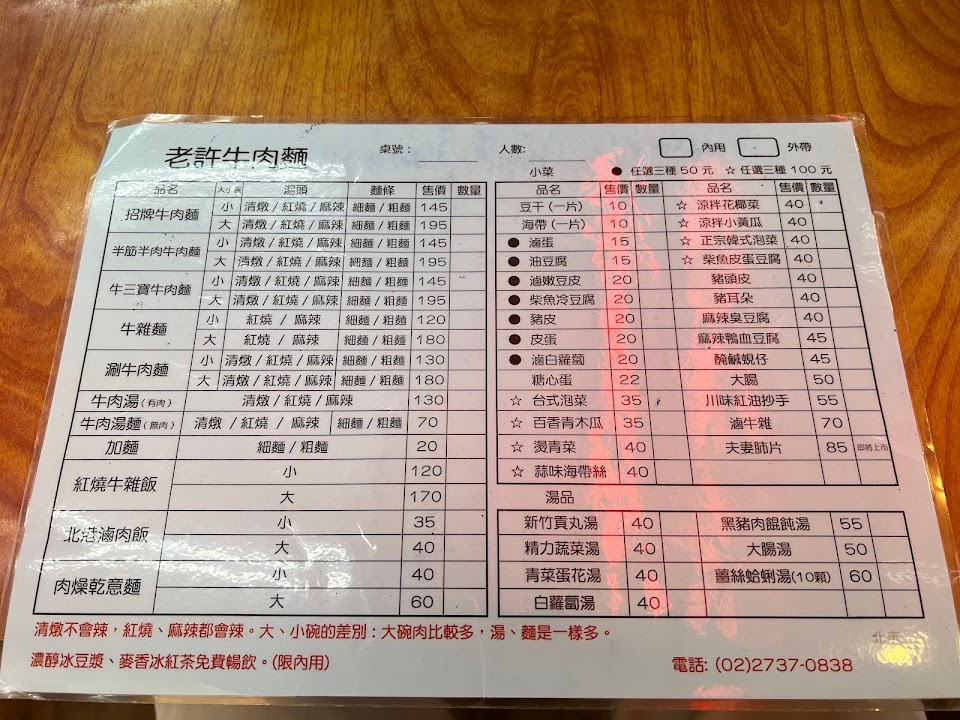 老許牛肉麵 桌號： 人數: 內用 外帶
小菜 ● 任選三種 50 元 ☆ 任選三種 100 元
品名 大小碗 湯頭 麵條 售價 數量
招牌牛肉麵 小 清燉 / 紅燒 / 麻辣 細麵 / 粗麵 145
大 清燉 / 紅燒 / 麻辣 細麵 / 粗麵 195
半筋半肉牛肉麵 小 清燉 / 紅燒 / 麻辣 細麵 / 粗麵 145
大 清燉 / 紅燒 / 麻辣 細麵 / 粗麵 195
牛三寶牛肉麵 小 清燉 / 紅燒 / 麻辣 細麵 / 粗麵 145
大 清燉 / 紅燒 / 麻辣 細麵 / 粗麵 195
牛雜麵 小 紅燒 / 麻辣 細麵 / 粗麵 120
大 紅燒 / 麻辣 細麵 / 粗麵 180
涮牛肉麵 小 清燉 / 紅燒 / 麻辣 細麵 / 粗麵 130
大 清燉 / 紅燒 / 麻辣 細麵 / 粗麵 180
牛肉湯 (有肉) 清燉 / 紅燒 / 麻辣 130
牛肉湯麵 (無肉) 清燉 / 紅燒 / 麻辣 細麵 / 粗麵 70
加麵 細麵 / 粗麵 20
紅燒牛雜飯 小 120
大 170
北港滷肉飯 小 35
大 40
肉燥乾意麵 小 40
大 60
品名 售價 數量 品名 售價 數量
豆干 (一片) 10 ☆ 涼拌花椰菜 40
海帶 (一片) 10 ☆ 涼拌小黃瓜 40
● 滷蛋 15 ☆ 正宗韓式泡菜 40
● 油豆腐 15 ☆ 柴魚皮蛋豆腐 40
● 滷嫩豆皮 20 豬頭皮 40
● 柴魚冷豆腐 20 豬耳朵 40
● 豬皮 20 麻辣臭豆腐 40
● 皮蛋 20 麻辣鴨血豆腐 45
● 滷白蘿蔔 20 醃鹹蜆仔 45
糖心蛋 22 大腸 50
☆ 台式泡菜 35 川味紅油抄手 55
☆ 百香青木瓜 35 滷牛雜 70
☆ 燙青菜 40 夫妻肺片 85 即將上市
☆ 蒜味海帶絲 40
湯品
新竹貢丸湯 40 黑豬肉餛飩湯 55
精力蔬菜湯 40 大腸湯 50
青菜蛋花湯 40 薑絲蛤蜊湯(10顆) 60
白蘿蔔湯 40
清燉不會辣，紅燒、麻辣都會辣。大、小碗的差別：大碗肉比較多，湯、麵是一樣多。
濃醇冰豆漿、麥香冰紅茶免費暢飲。(限內用) 電話: (02)2737-0838